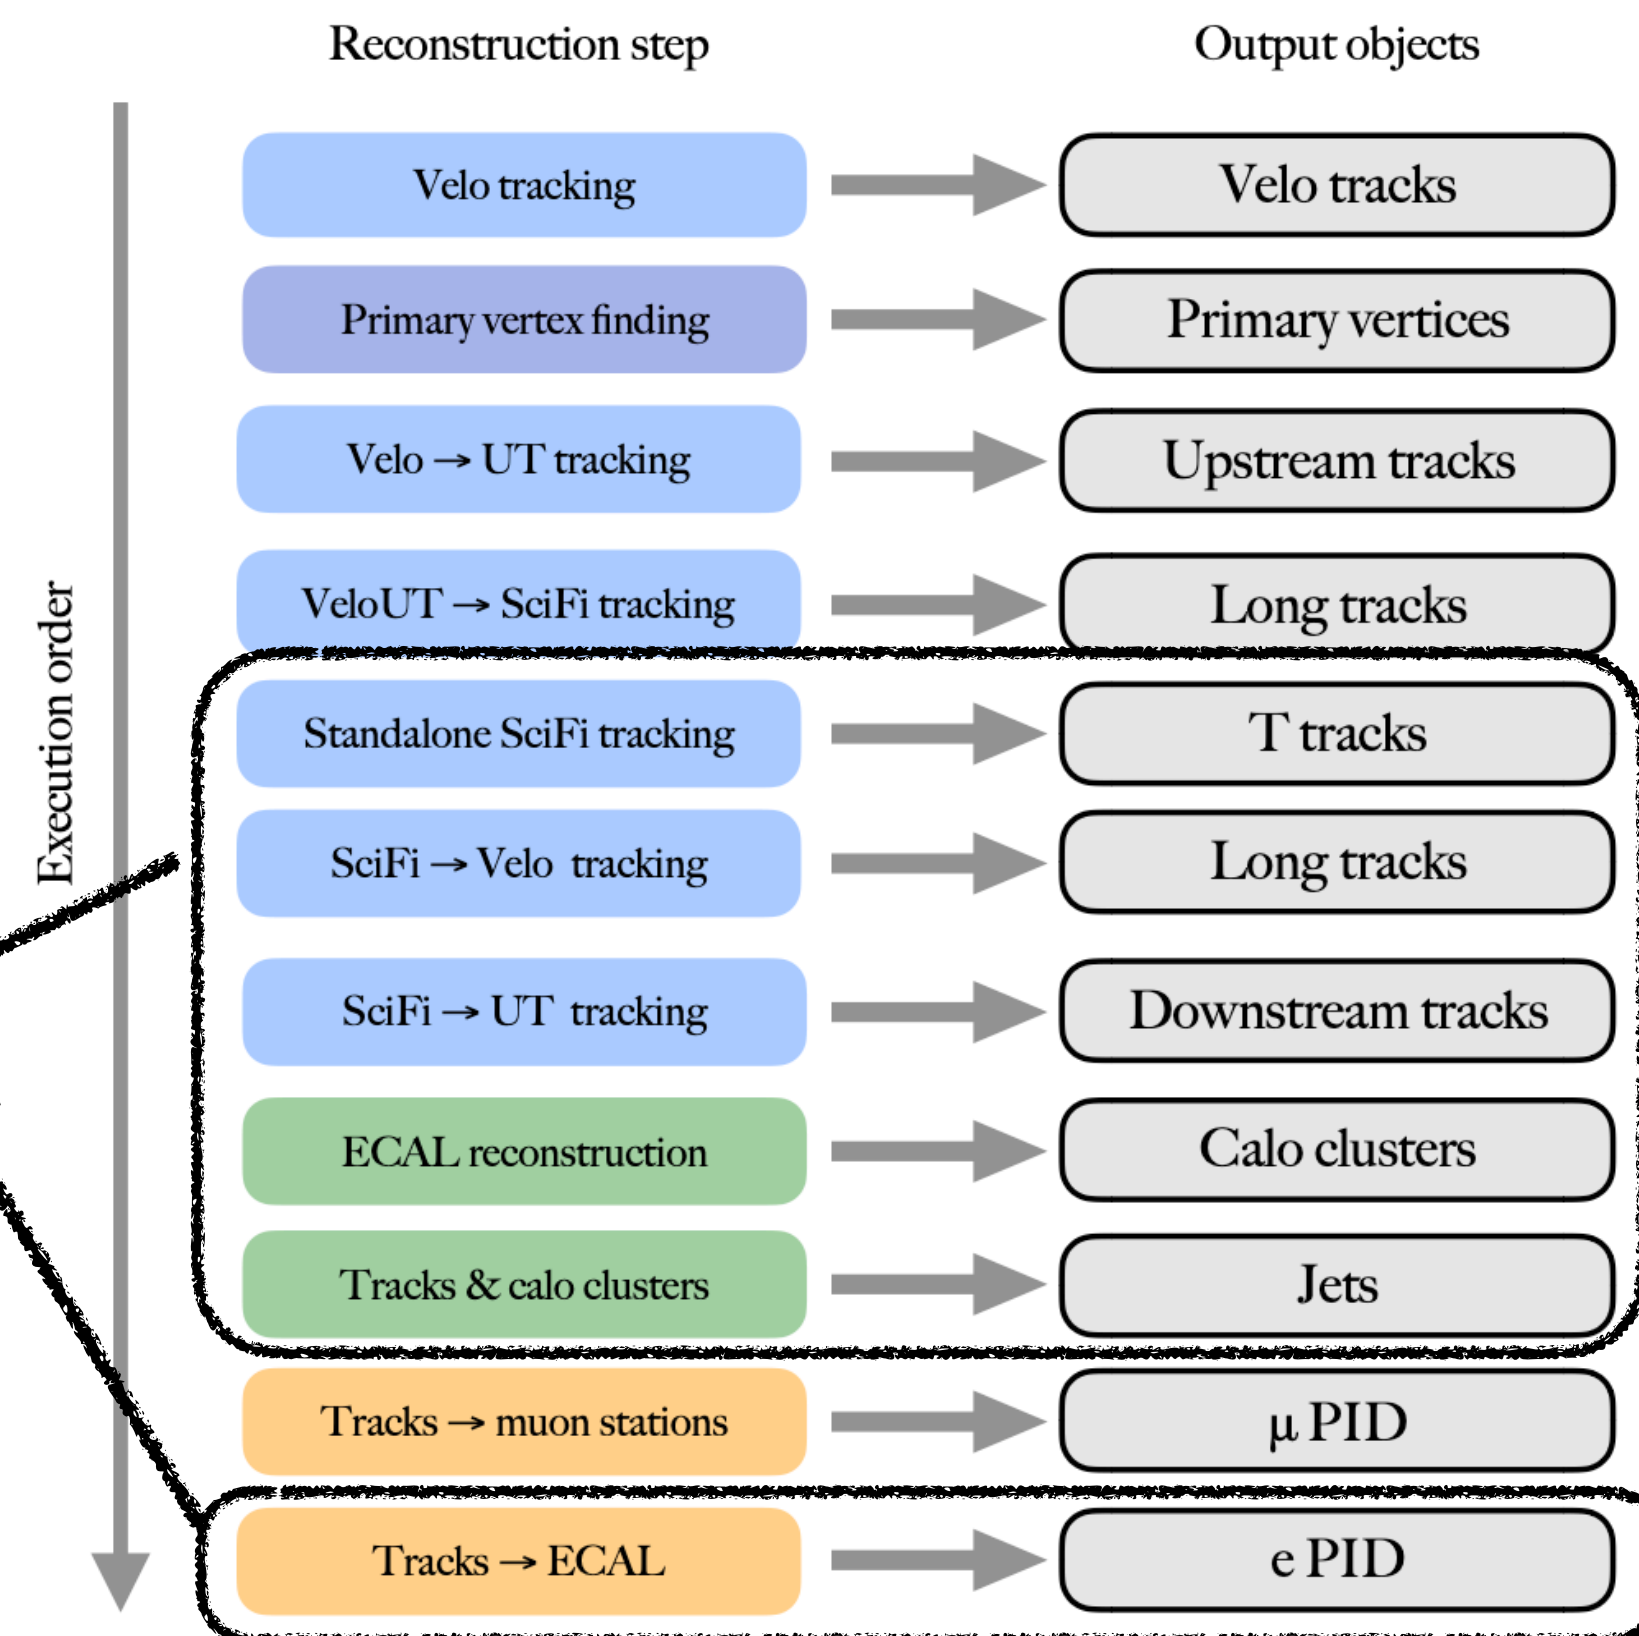 Reconstruction step
Output objects
Execution order
Velo tracking
Velo tracks
Primary vertex finding
Primary vertices
Velo → UT tracking
Upstream tracks
VeloUT → SciFi tracking
Long tracks
Standalone SciFi tracking
T tracks
SciFi → Velo tracking
Long tracks
SciFi → UT tracking
Downstream tracks
ECAL reconstruction
Calo clusters
Tracks & calo clusters
Jets
Tracks → muon stations
μ PID
Tracks → ECAL
e PID